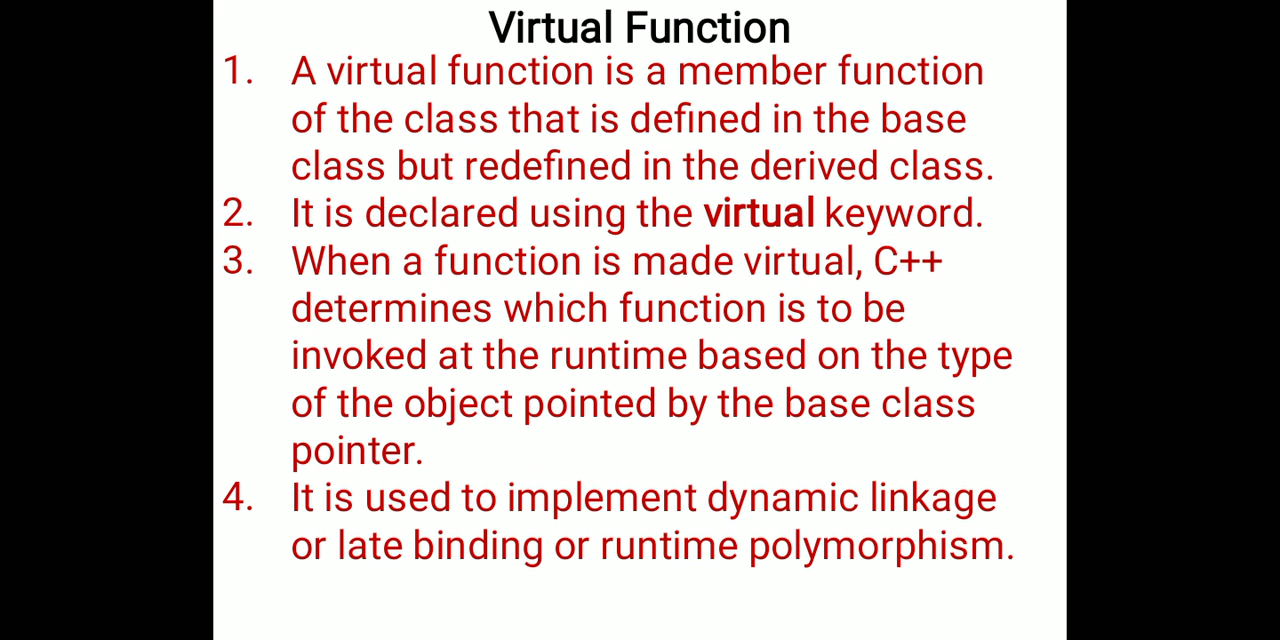 Virtual Function
1. A virtual function is a member function
of the class that is defined in the base
class but redefined in the derived class.
2. It is declared using the virtual keyword.
3. When a function is made virtual, C++
determines which function is to be
invoked at the runtime based on the type
of the object pointed by the base class
pointer.
4. It is used to implement dynamic linkage
or late binding or runtime polymorphism.